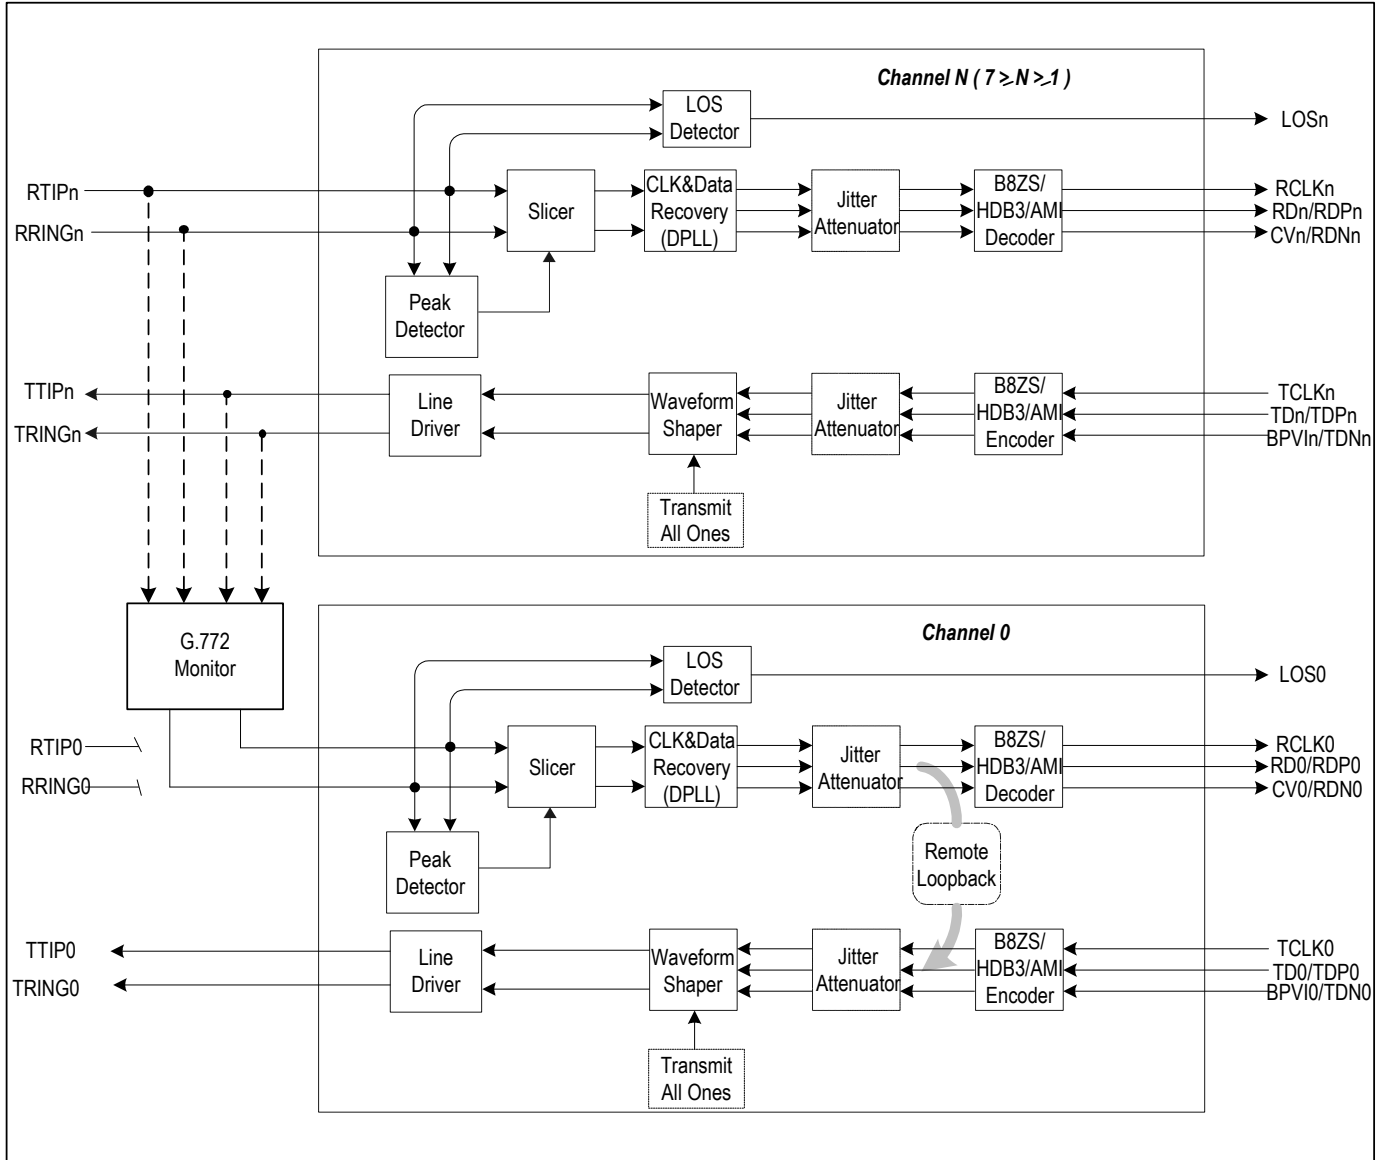 Channel N ( 7 ≥ N ≥ 1 )
LOS
Detector
LOSn
RTIPn
RRINGn
Slicer
CLK&Data
Recovery
(DPLL)
Jitter
Attenuator
B8ZS/
HDB3/AMI
Decoder
RCLKn
RDn/RDPn
CVn/RDNn
Peak
Detector
TTIPn
TRINGn
Line
Driver
Waveform
Shaper
Jitter
Attenuator
B8ZS/
HDB3/AMI
Encoder
TCLKn
TDn/TDPn
BPVIn/TDNn
Transmit
All Ones
G.772
Monitor
Channel 0
LOS
Detector
LOS0
RTIP0
RRING0
Slicer
CLK&Data
Recovery
(DPLL)
Jitter
Attenuator
B8ZS/
HDB3/AMI
Decoder
RCLK0
RD0/RDP0
CV0/RDN0
Peak
Detector
Remote
Loopback
TTIP0
TRING0
Line
Driver
Waveform
Shaper
Jitter
Attenuator
B8ZS/
HDB3/AMI
Encoder
TCLK0
TD0/TDP0
BPVI0/TDN0
Transmit
All Ones